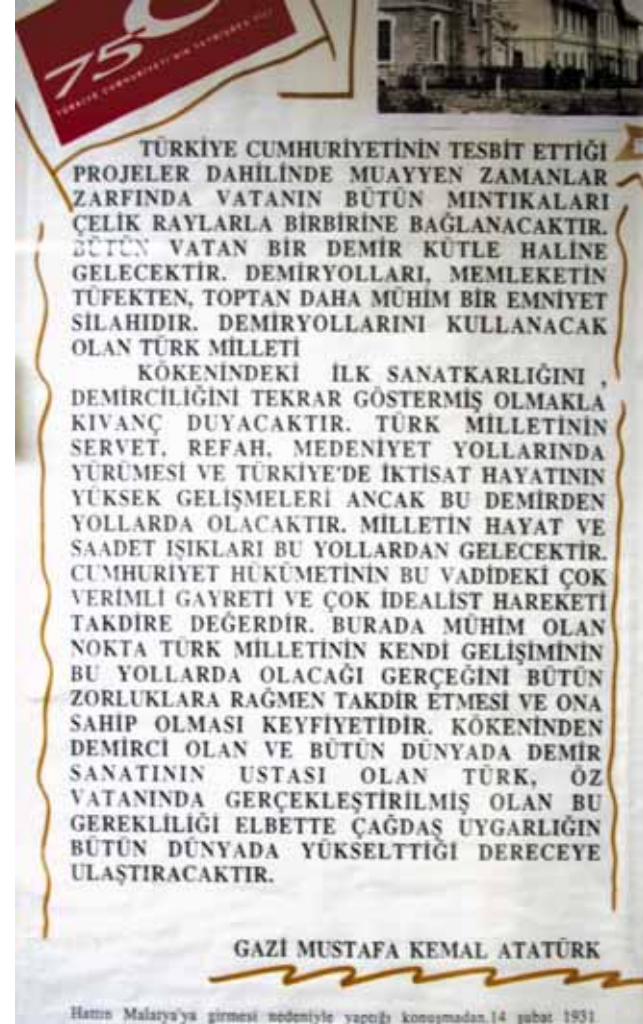 75
TÜRKİYE CUMHURİYETİ'NİN YETMİŞBEŞ YILI
TÜRKİYE CUMHURİYETİNİN TESBİT ETTİĞİ
PROJELER DAHİLİNDE MUAYYEN ZAMANLAR
ZARFINDA VATANIN BÜTÜN MINTIKALARI
ÇELİK RAYLARLA BİRBİRİNE BAĞLANACAKTIR.
BÜTÜN VATAN BİR DEMİR KÜTLE HALİNE
GELECEKTİR. DEMİRYOLLARI, MEMLEKETİN
TÜFEKTEN, TOPTAN DAHA MÜHİM BİR EMNİYET
SİLAHIDIR. DEMİRYOLLARINI KULLANACAK
OLAN TÜRK MİLLETİ
KÖKENİNDEKİ İLK SANATKARLIĞINI ,
DEMİRCİLİĞİNİ TEKRAR GÖSTERMİŞ OLMAKLA
KIVANÇ DUYACAKTIR. TÜRK MİLLETİNİN
SERVET, REFAH, MEDENİYET YOLLARINDA
YÜRÜMESİ VE TÜRKİYE'DE İKTİSAT HAYATININ
YÜKSEK GELİŞMELERİ ANCAK BU DEMİRDEN
YOLLARDA OLACAKTIR. MİLLETİN HAYAT VE
SAADET IŞIKLARI BU YOLLARDAN GELECEKTİR.
CUMHURİYET HÜKÜMETİNİN BU VADİDEKİ ÇOK
VERİMLİ GAYRETİ VE ÇOK İDEALİST HAREKETİ
TAKDİRE DEĞERDİR. BURADA MÜHİM OLAN
NOKTA TÜRK MİLLETİNİN KENDİ GELİŞİMİNİN
BU YOLLARDA OLACAĞI GERÇEĞİNİ BÜTÜN
ZORLUKLARA RAĞMEN TAKDİR ETMESİ VE ONA
SAHİP OLMASI KEYFİYETİDİR. KÖKENİNDEN
DEMİRCİ OLAN VE BÜTÜN DÜNYADA DEMİR
SANATININ USTASI OLAN TÜRK, ÖZ
VATANINDA GERÇEKLEŞTİRİLMİŞ OLAN BU
GEREKLİLİĞİ ELBETTE ÇAĞDAŞ UYGARLIĞIN
BÜTÜN DÜNYADA YÜKSELTTİĞİ DERECEYE
ULAŞTIRACAKTIR.
GAZİ MUSTAFA KEMAL ATATÜRK
Hattın Malatya'ya girmesi nedeniyle yaptığı konuşmadan.14 şubat 1931